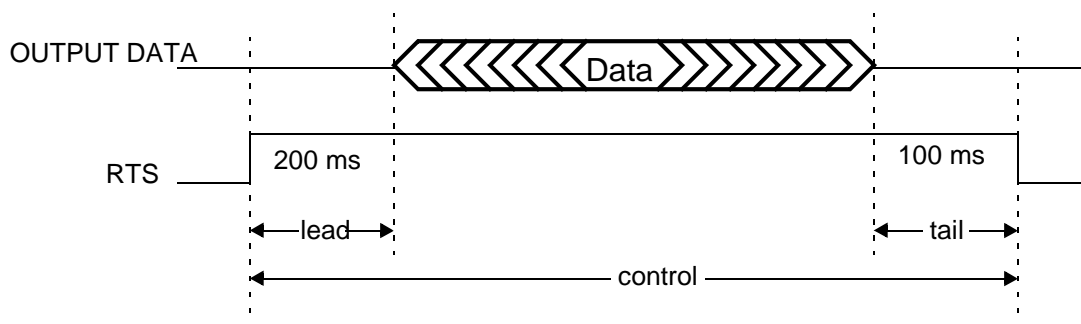 OUTPUT DATA
Data
200 ms
100 ms
RTS
lead
tail
control